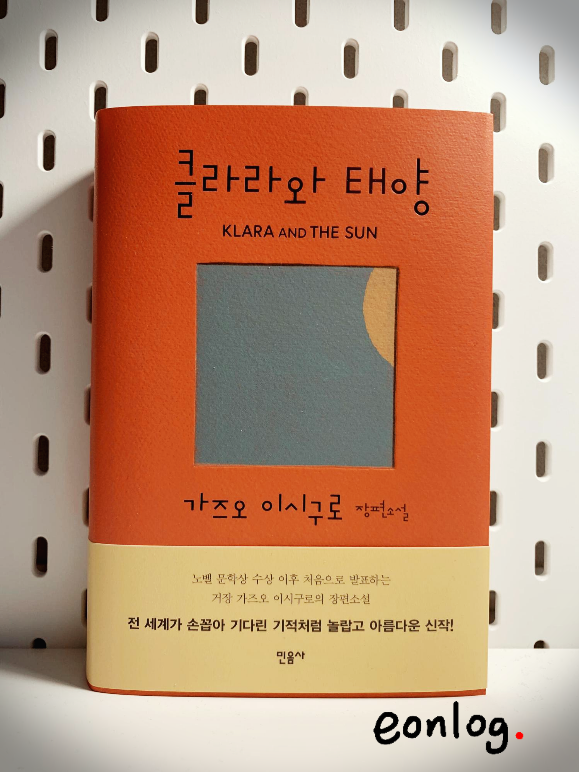 클라라와 태양
KLARA AND THE SUN
가즈오 이시구로 장편소설
노벨 문학상 수상 이후 처음으로 발표하는
거장 가즈오 이시구로의 장편소설
전 세계가 손꼽아 기다린 기적처럼 놀랍고 아름다운 신작!
민음사
eonlog.